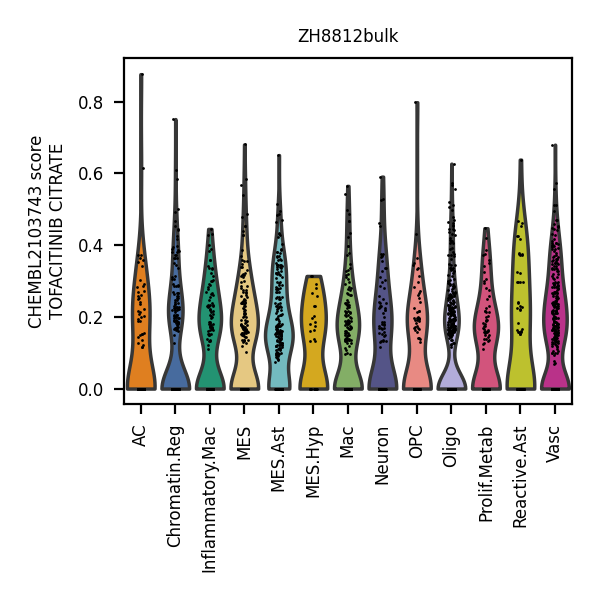 ZH8812bulk
CHEMBL2103743 score
TOFACITINIB CITRATE
0.8
0.6
0.4
0.2
0.0
AC
Chromatin.Reg
Inflammatory.Mac
MES
MES.Ast
MES.Hyp
Mac
Neuron
OPC
Oligo
Prolif.Metab
Reactive.Ast
Vasc